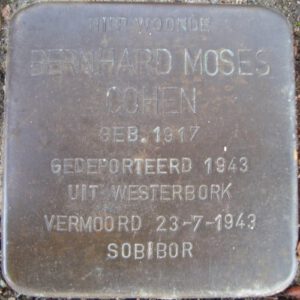 HIER WOONDE
BERNHARD MOSES
COHEN
GEB. 1917
GEDEPORTEERD 1943
UIT WESTERBORK
VERMOORD 23-7-1943
SOBIBOR